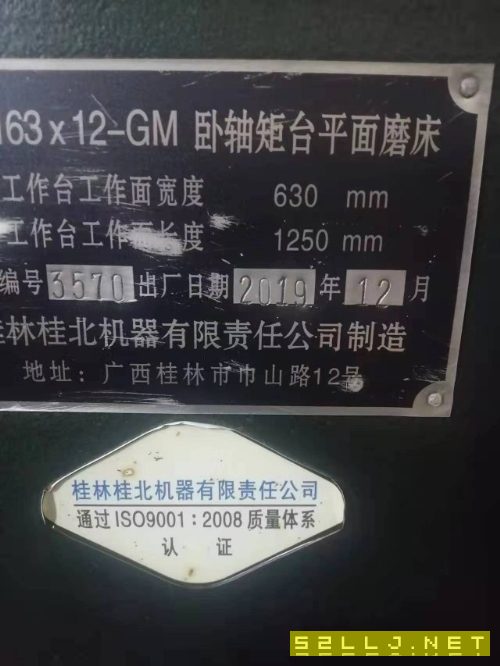 163x12-GM 卧轴矩台平面磨床
工作台工作面宽度 630 mm
工作台工作面长度 1250 mm
编号 3570 出厂日期 2019 年 12 月
桂林桂北机器有限责任公司制造
地址：广西桂林市巾山路12号
桂林桂北机器有限责任公司
通过ISO9001：2008质量体系
认 证
52LLJ.NET